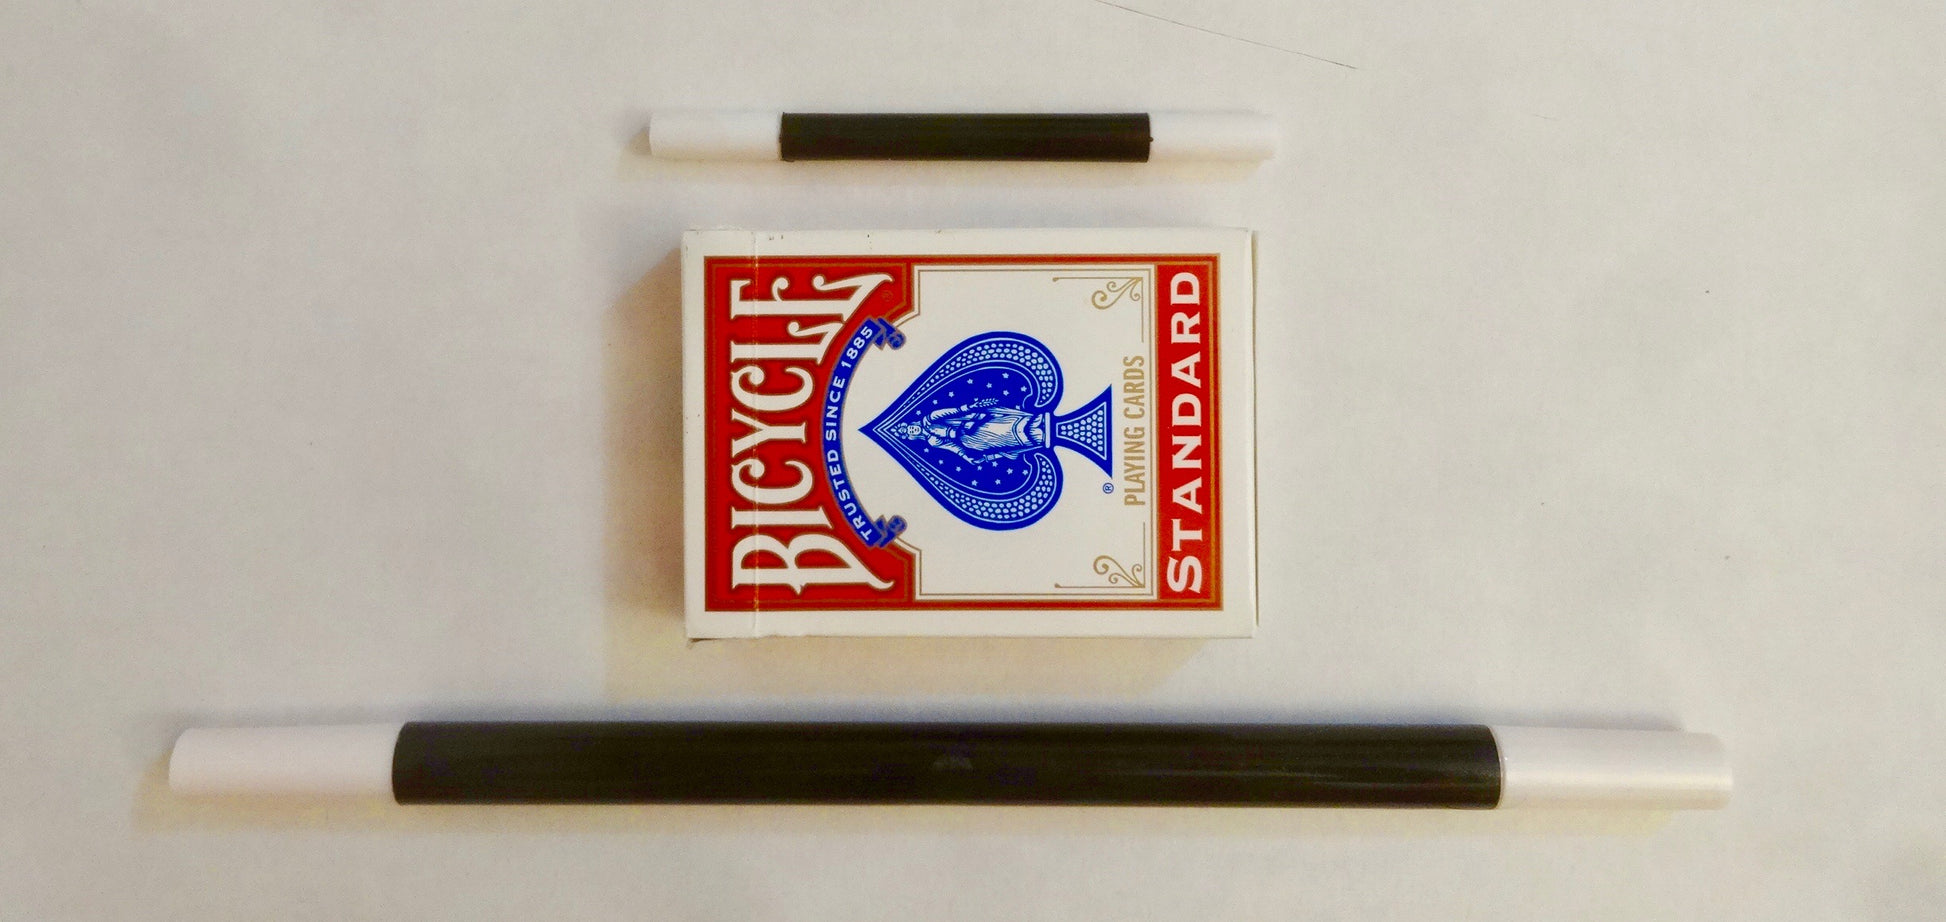 BICYCLE®
TRUSTED SINCE 1885
®
PLAYING CARDS
STANDARD